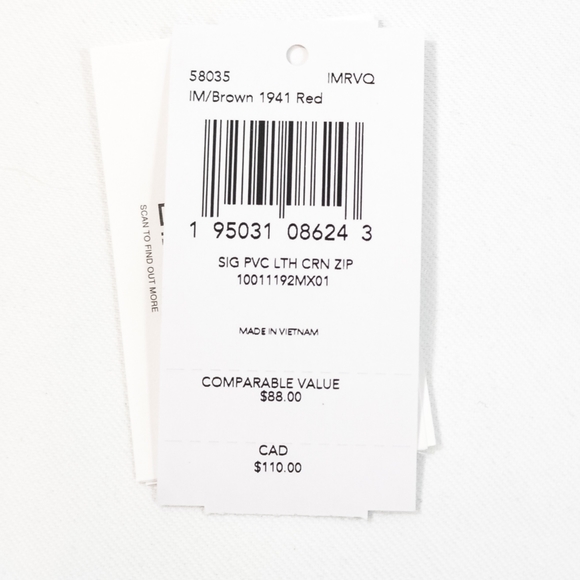 58035 IMRVQ
IM/Brown 1941 Red
1 95031 08624 3
SIG PVC LTH CRN ZIP
10011192MX01
MADE IN VIETNAM
COMPARABLE VALUE
$88.00
CAD
$110.00
SCAN TO FIND OUT MORE